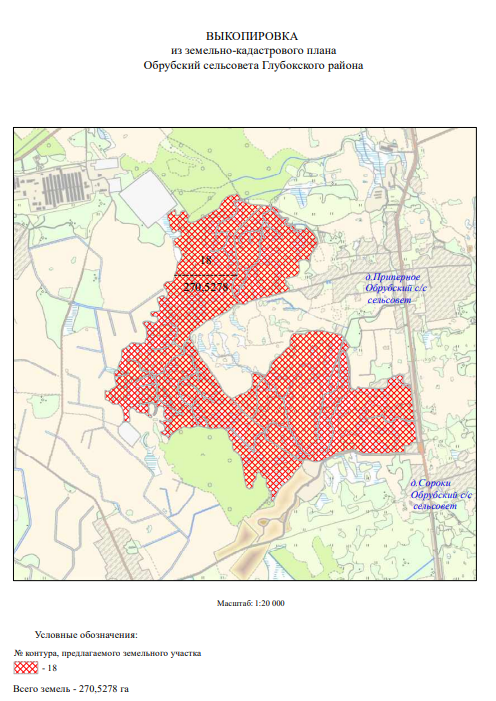 ВЫКОПИРОВКА
из земельно-кадастрового плана
Обрубский сельсовета Глубокского района
18
270,5278
д.Приперное
Обрубский с/с
сельсовет
д.Сороки
Обрубский с/с
сельсовет
Масштаб: 1:20 000
Условные обозначения:
№ контура, предлагаемого земельного участка
- 18
Всего земель - 270,5278 га